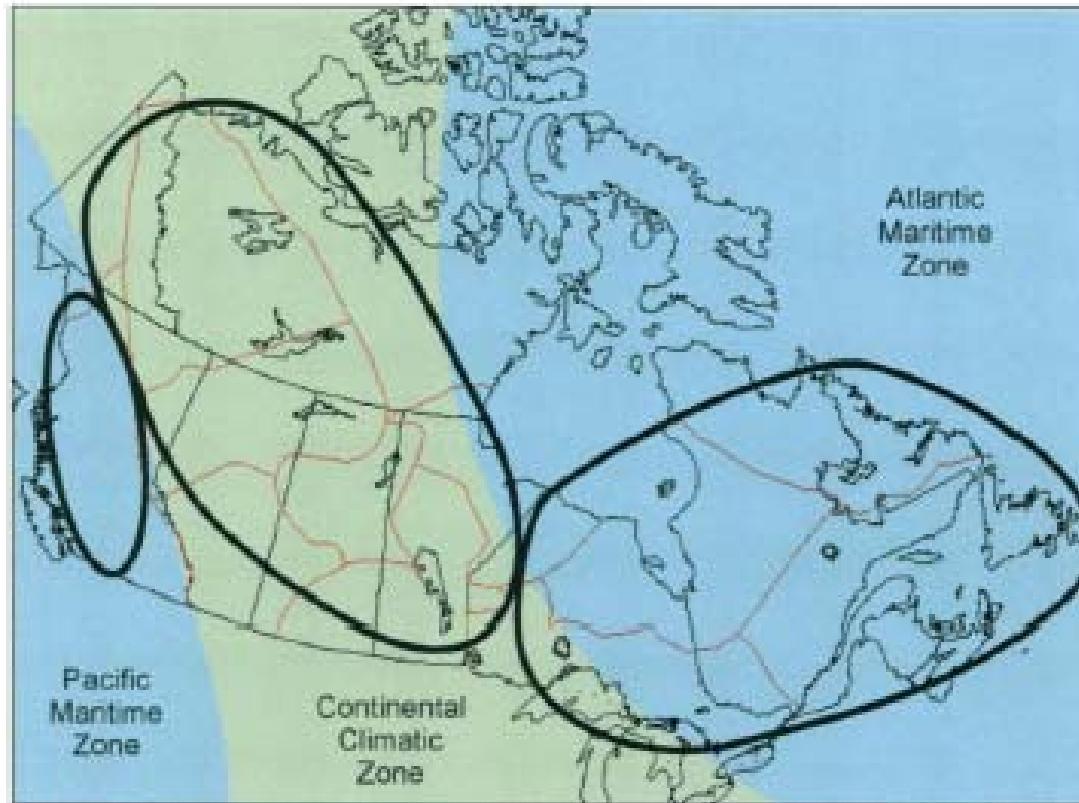 Atlantic
Maritime
Zone
Pacific
Maritime
Zone
Continental
Climatic
Zone